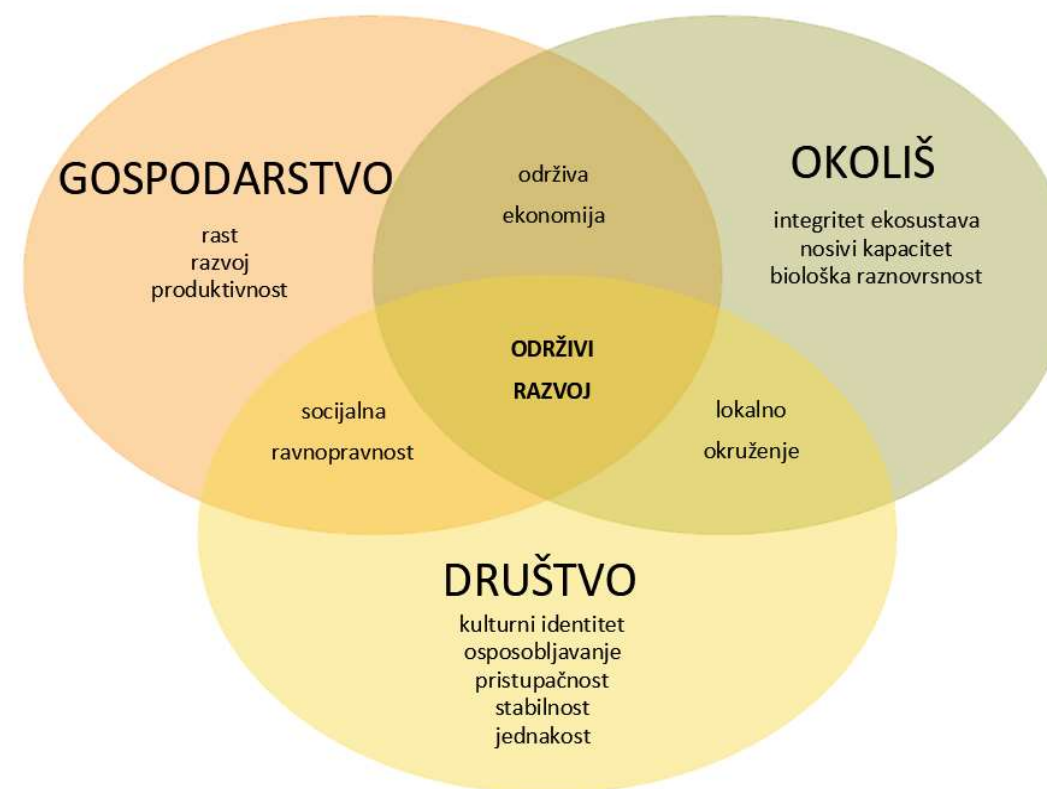 GOSPODARSTVO
rast
razvoj
produktivnost
održiva
ekonomija
OKOLIŠ
integritet ekosustava
nosivi kapacitet
biološka raznovrsnost
ODRŽIVI
RAZVOJ
socijalna
ravnopravnost
lokalno
okruženje
DRUŠTVO
kulturni identitet
osposobljavanje
pristupačnost
stabilnost
jednakost